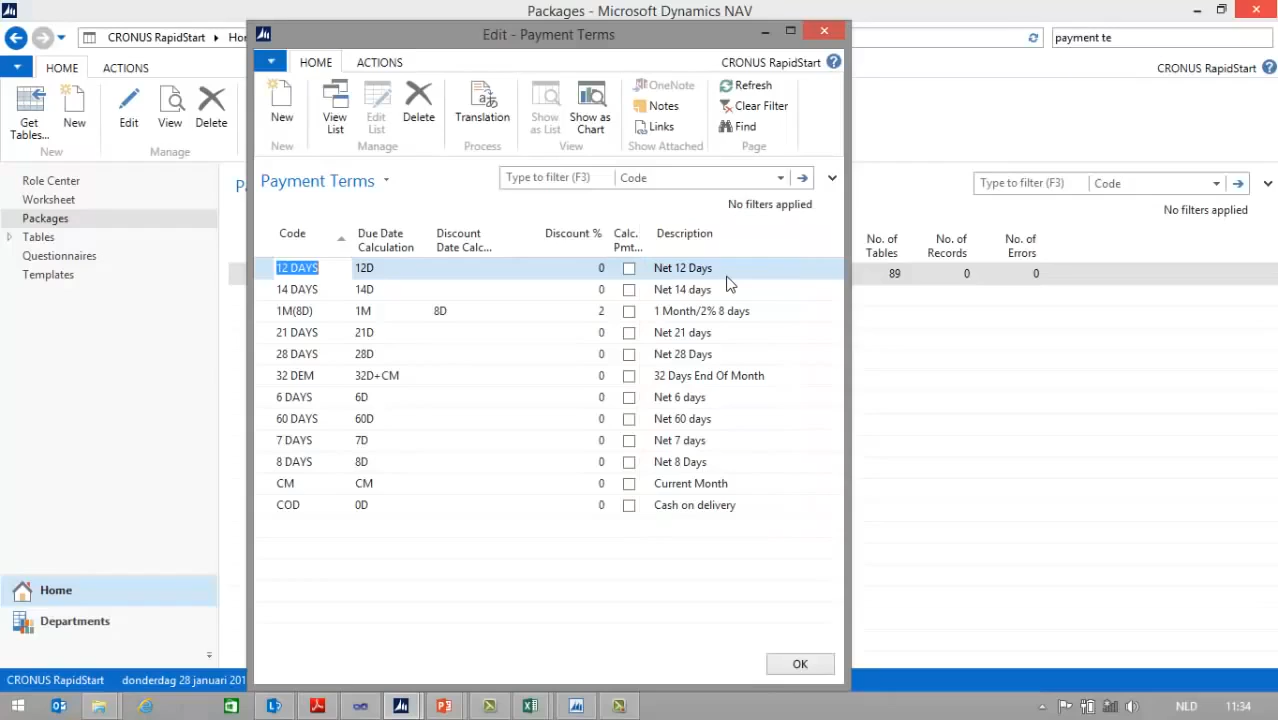 Packages - Microsoft Dynamics NAV
CRONUS RapidStart
Hor
payment te
HOME
ACTIONS
CRONUS RapidStart
Get Tables...
New
Edit
View
Delete
New
Manage
Role Center
Worksheet
Packages
Tables
Questionnaires
Templates
Home
Departments
Edit - Payment Terms
HOME
ACTIONS
CRONUS RapidStart
New
View List
Edit List
Delete
Translation
Show as List
Show as Chart
OneNote
Notes
Links
Refresh
Clear Filter
Find
New
Manage
Process
View
Show Attached
Page
Payment Terms
Type to filter (F3)
Code
No filters applied
Code
Due Date Calculation
Discount Date Calc...
Discount %
Calc. Pmt...
Description
12 DAYS 12D 0 Net 12 Days
14 DAYS 14D 0 Net 14 days
1M(8D) 1M 8D 2 1 Month/2% 8 days
21 DAYS 21D 0 Net 21 days
28 DAYS 28D 0 Net 28 Days
32 DEM 32D+CM 0 32 Days End Of Month
6 DAYS 6D 0 Net 6 days
60 DAYS 60D 0 Net 60 days
7 DAYS 7D 0 Net 7 days
8 DAYS 8D 0 Net 8 Days
CM CM 0 Current Month
COD 0D 0 Cash on delivery
OK
Type to filter (F3)
Code
No filters applied
No. of Tables
No. of Records
No. of Errors
89 0 0
CRONUS RapidStart
donderdag 28 januari 201
NLD
11:34